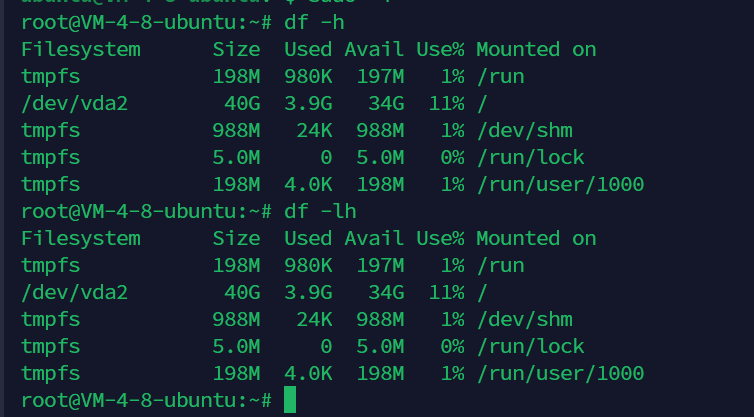 root@VM-4-8-ubuntu:~# df -h
Filesystem      Size  Used Avail Use% Mounted on
tmpfs           198M  980K  197M   1% /run
/dev/vda2        40G  3.9G   34G  11% /
tmpfs           988M   24K  988M   1% /dev/shm
tmpfs           5.0M     0  5.0M   0% /run/lock
tmpfs           198M  4.0K  198M   1% /run/user/1000
root@VM-4-8-ubuntu:~# df -lh
Filesystem      Size  Used Avail Use% Mounted on
tmpfs           198M  980K  197M   1% /run
/dev/vda2        40G  3.9G   34G  11% /
tmpfs           988M   24K  988M   1% /dev/shm
tmpfs           5.0M     0  5.0M   0% /run/lock
tmpfs           198M  4.0K  198M   1% /run/user/1000
root@VM-4-8-ubuntu:~#